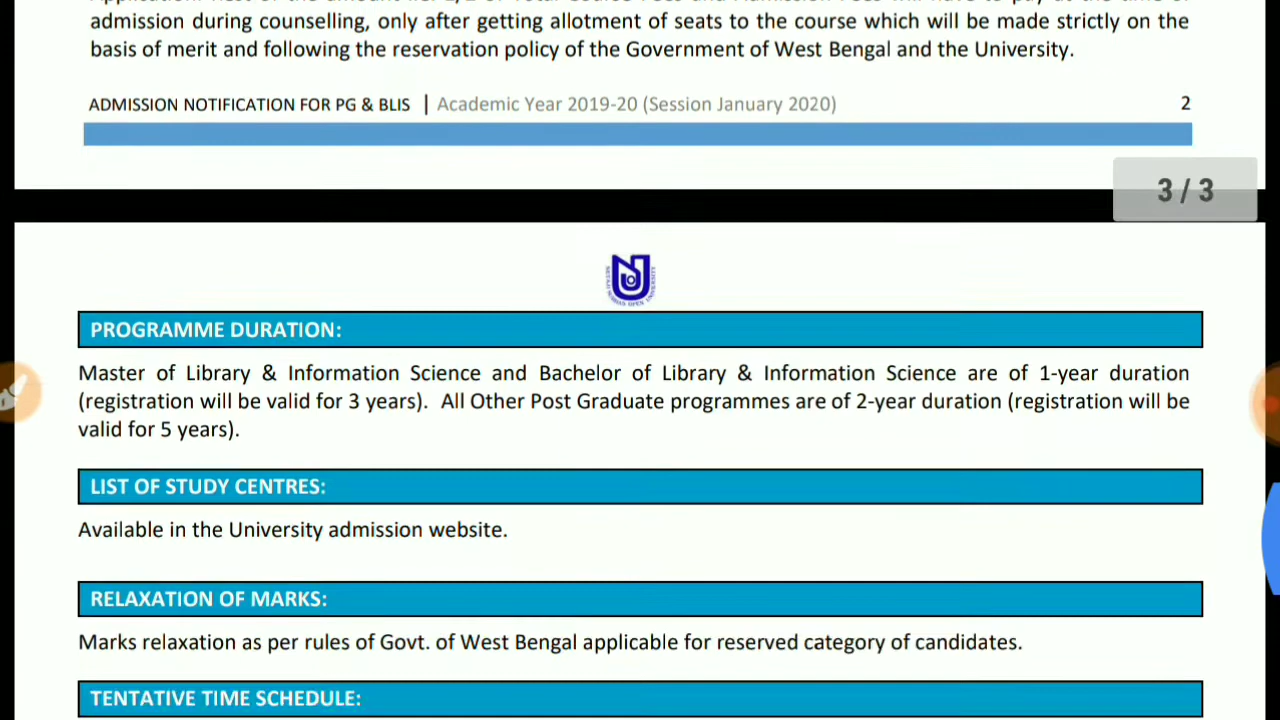 admission during counselling, only after getting allotment of seats to the course which will be made strictly on the
basis of merit and following the reservation policy of the Government of West Bengal and the University.
ADMISSION NOTIFICATION FOR PG & BLIS | Academic Year 2019-20 (Session January 2020) 2
3 / 3
PROGRAMME DURATION:
Master of Library & Information Science and Bachelor of Library & Information Science are of 1-year duration
(registration will be valid for 3 years). All Other Post Graduate programmes are of 2-year duration (registration will be
valid for 5 years).
LIST OF STUDY CENTRES:
Available in the University admission website.
RELAXATION OF MARKS:
Marks relaxation as per rules of Govt. of West Bengal applicable for reserved category of candidates.
TENTATIVE TIME SCHEDULE: